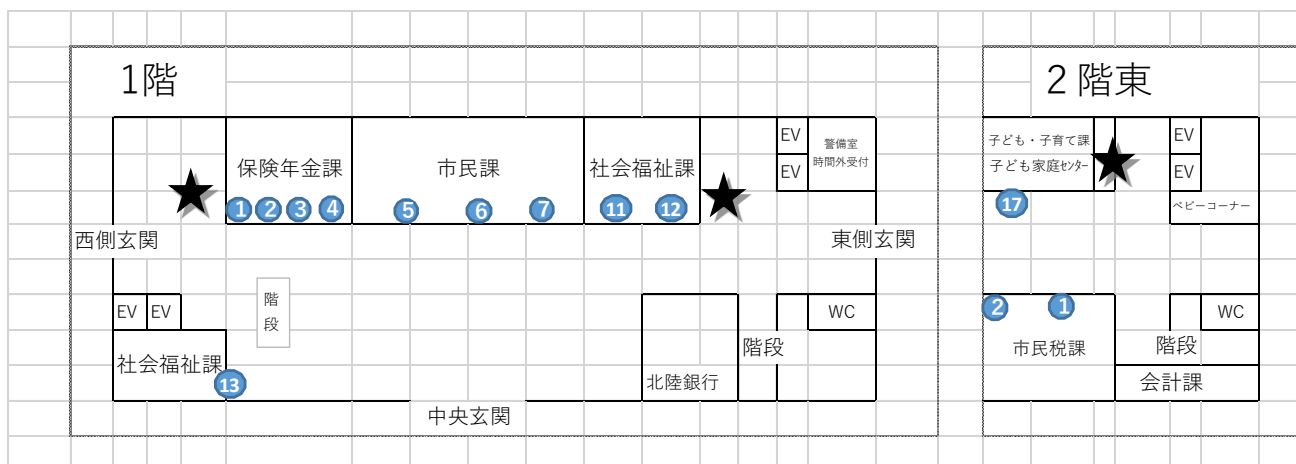 1階
２階東
EV
EV
警備室
時間外受付
保険年金課
市民課
社会福祉課
1
2
3
4
5
6
7
11
12
西側玄関
東側玄関
EV
EV
階
段
WC
社会福祉課
13
階段
北陸銀行
中央玄関
子ども・子育て課
子ども家庭センター
17
EV
EV
ベビーコーナー
2
1
WC
市民税課
階段
会計課